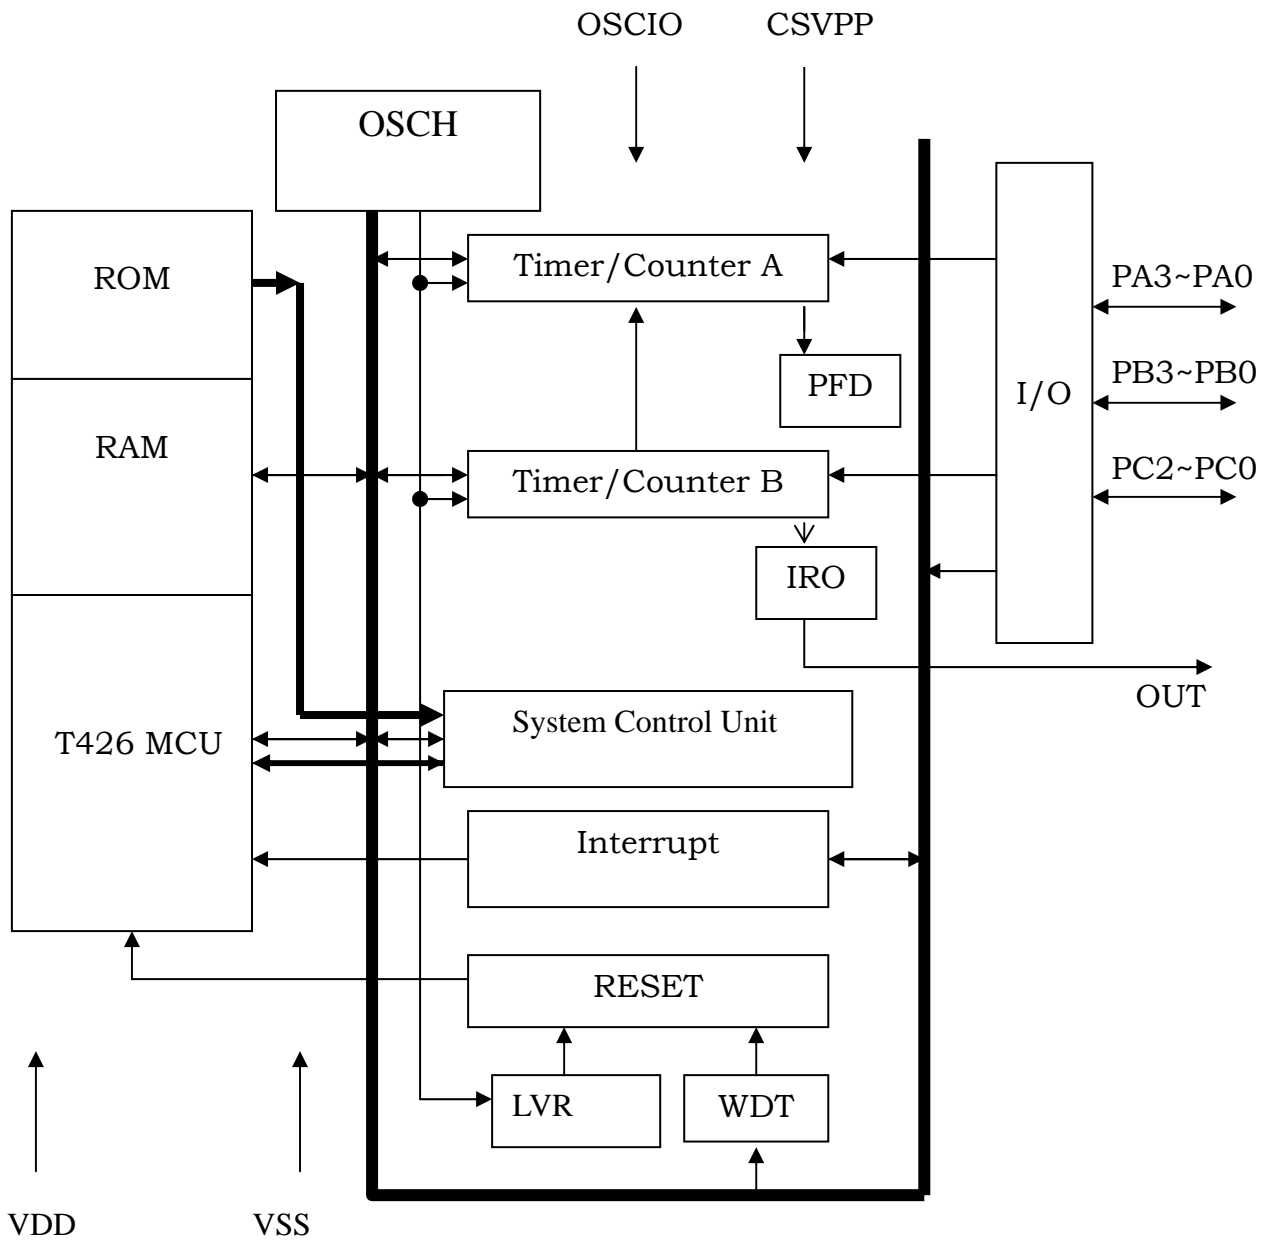 OSCIO
CSVPP
OSCH
ROM
Timer/Counter A
PA3~PA0
PFD
PB3~PB0
I/O
RAM
PC2~PC0
Timer/Counter B
IRO
OUT
System Control Unit
T426 MCU
Interrupt
RESET
LVR
WDT
VDD
VSS